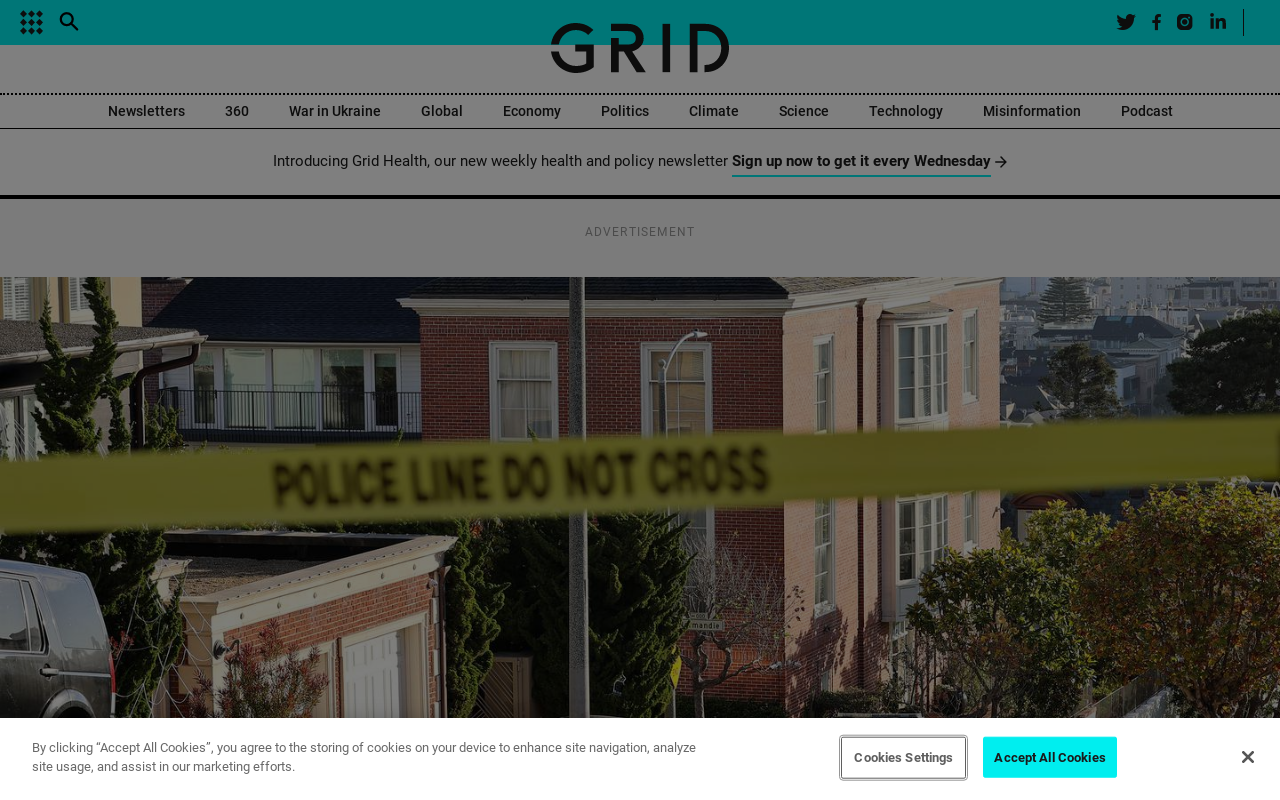 GRID
Newsletters 360 War in Ukraine Global Economy Politics Climate Science Technology Misinformation Podcast
Introducing Grid Health, our new weekly health and policy newsletter Sign up now to get it every Wednesday
ADVERTISEMENT
POLICE LINE DO NOT CROSS
By clicking “Accept All Cookies”, you agree to the storing of cookies on your device to enhance site navigation, analyze
site usage, and assist in our marketing efforts.
Cookies Settings
Accept All Cookies